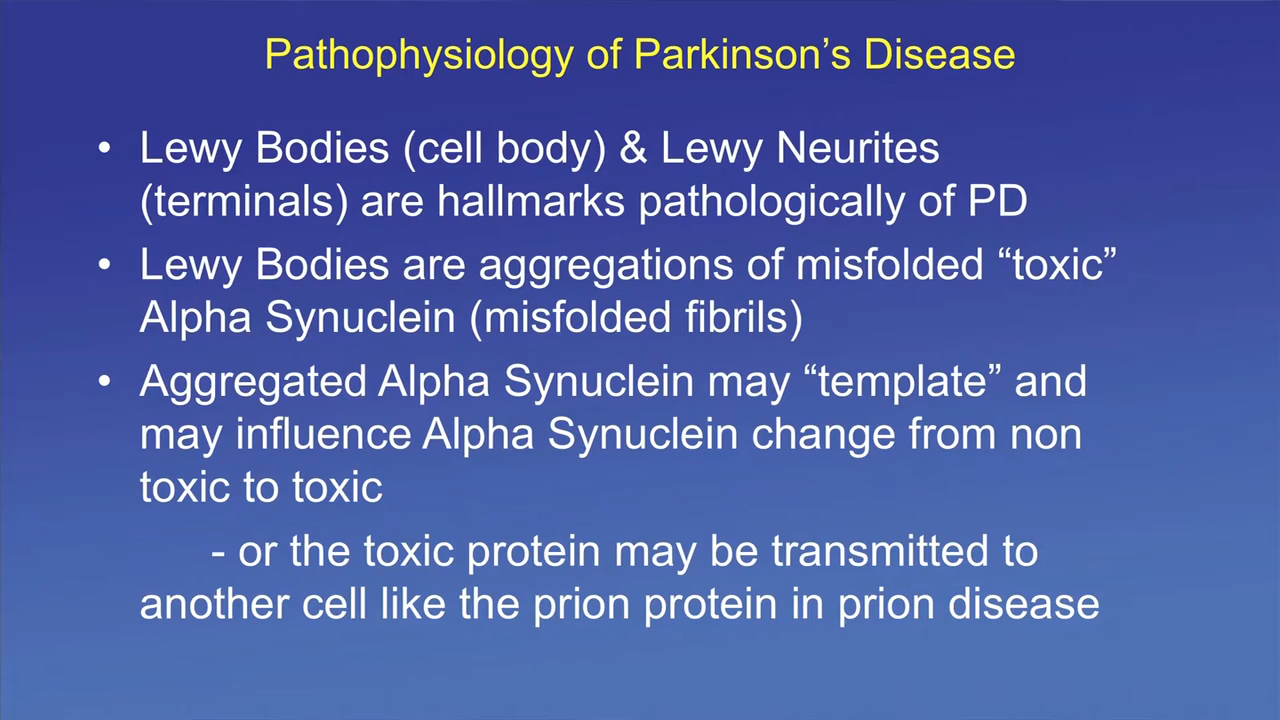 Pathophysiology of Parkinson’s Disease
• Lewy Bodies (cell body) & Lewy Neurites
(terminals) are hallmarks pathologically of PD
• Lewy Bodies are aggregations of misfolded “toxic”
Alpha Synuclein (misfolded fibrils)
• Aggregated Alpha Synuclein may “template” and
may influence Alpha Synuclein change from non
toxic to toxic
- or the toxic protein may be transmitted to
another cell like the prion protein in prion disease